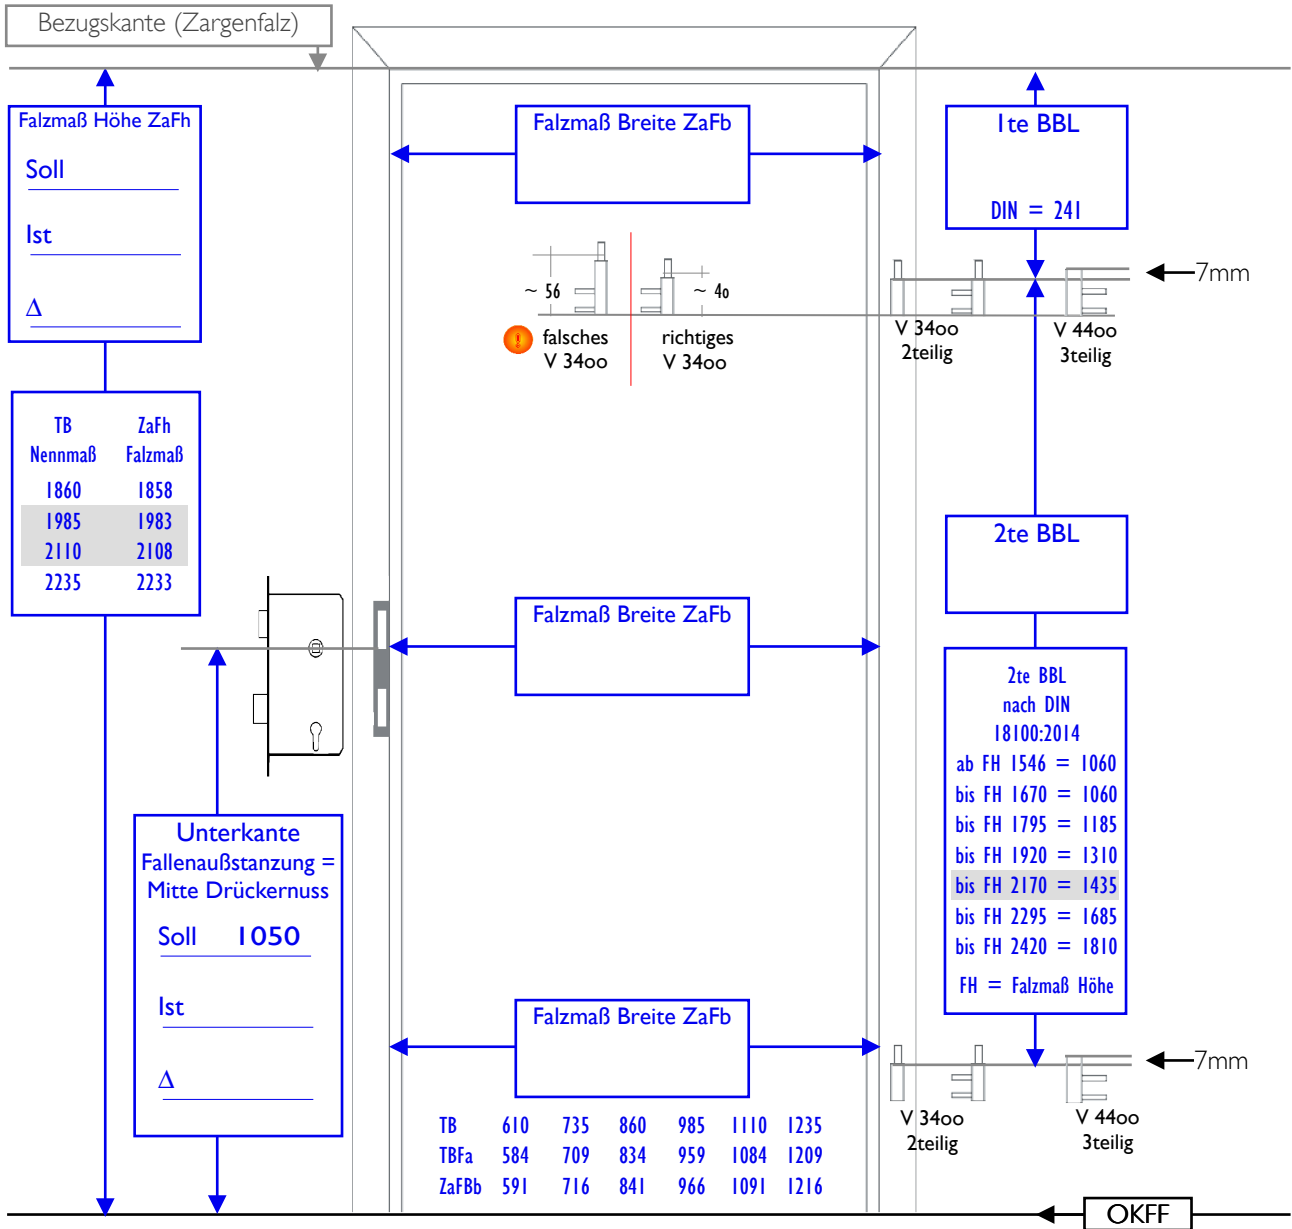 Bezugskante (Zargenfalz)
Falzmaß Höhe ZaFh
Soll
Ist
Δ
Falzmaß Breite ZaFb
1te BBL
DIN = 241
7mm
~ 56
~ 4o
! falsches
V 34oo
richtiges
V 34oo
V 34oo
2teilig
V 44oo
3teilig
TB ZaFh
Nennmaß Falzmaß
1860 1858
1985 1983
2110 2108
2235 2233
2te BBL
Falzmaß Breite ZaFb
2te BBL
nach DIN
18100:2014
ab FH 1546 = 1060
bis FH 1670 = 1060
bis FH 1795 = 1185
bis FH 1920 = 1310
bis FH 2170 = 1435
bis FH 2295 = 1685
bis FH 2420 = 1810
FH = Falzmaß Höhe
Unterkante
Fallenaußstanzung =
Mitte Drückernuss
Soll 1050
Ist
Δ
Falzmaß Breite ZaFb
7mm
V 34oo
2teilig
V 44oo
3teilig
TB 610 735 860 985 1110 1235
TBFa 584 709 834 959 1084 1209
ZaFBb 591 716 841 966 1091 1216
OKFF